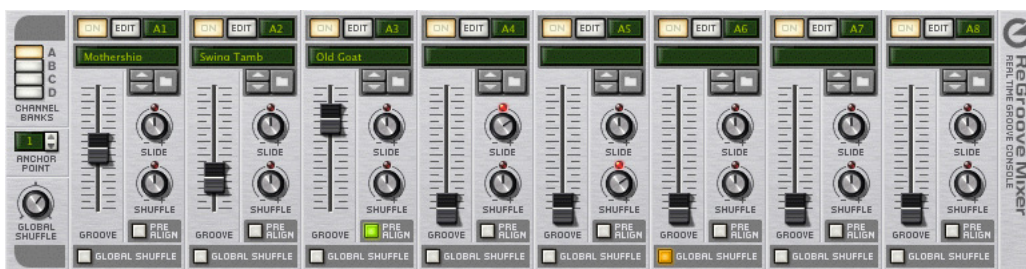 ON EDIT A1 ON EDIT A2 ON EDIT A3 ON EDIT A4 ON EDIT A5 ON EDIT A6 ON EDIT A7 ON EDIT A8
A
B
C
D
CHANNEL
BANKS
1
ANCHOR
POINT
GLOBAL
SHUFFLE
Mothership Swing Tamb Old Goat
SLIDE SLIDE SLIDE SLIDE SLIDE SLIDE SLIDE SLIDE
SHUFFLE SHUFFLE SHUFFLE SHUFFLE SHUFFLE SHUFFLE SHUFFLE SHUFFLE
GROOVE PRE ALIGN GROOVE PRE ALIGN GROOVE PRE ALIGN GROOVE PRE ALIGN GROOVE PRE ALIGN GROOVE PRE ALIGN GROOVE PRE ALIGN GROOVE PRE ALIGN
GLOBAL SHUFFLE GLOBAL SHUFFLE GLOBAL SHUFFLE GLOBAL SHUFFLE GLOBAL SHUFFLE GLOBAL SHUFFLE GLOBAL SHUFFLE GLOBAL SHUFFLE
ReGroove Mixer
REAL TIME GROOVE CONSOLE